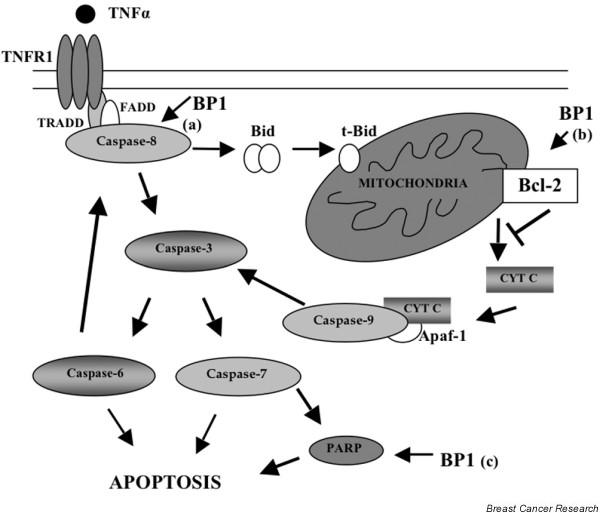 TNFα
TNFR1
FADD
BP1
(a)
TRADD
Caspase-8
Bid
t-Bid
BP1
(b)
MITOCHONDRIA
Bcl-2
Caspase-3
CYT C
CYT C
Caspase-9
Apaf-1
Caspase-6
Caspase-7
PARP
BP1 (c)
APOPTOSIS
Breast Cancer Research